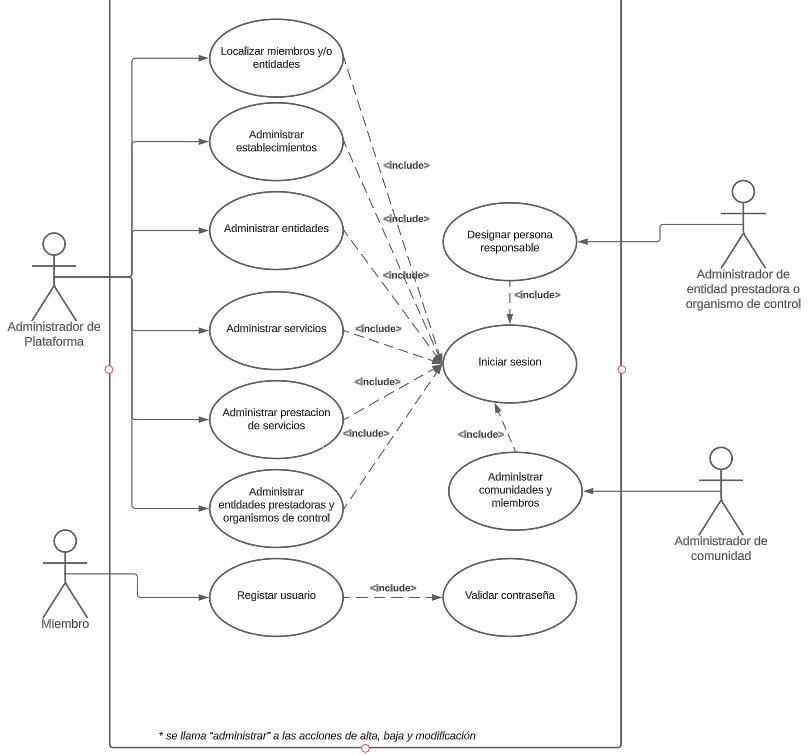 Localizar miembros y/o
entidades
Administrar
establecimientos
<include>
<include>
Administrar entidades
Designar persona
responsable
<include>
Administrador de
entidad prestadora o
organismo de control
<include>
Administrador de
Plataforma
Administrar servicios
<include>
Iniciar sesion
<include>
Administrar prestacion
de servicios
<include>
<include>
Administrar
entidades prestadoras y
organismos de control
Administrar
comunidades y
miembros
Administrador de
comunidad
Miembro
Registar usuario
<include>
Validar contraseña
* se llama "administrar" a las acciones de alta, baja y modificación